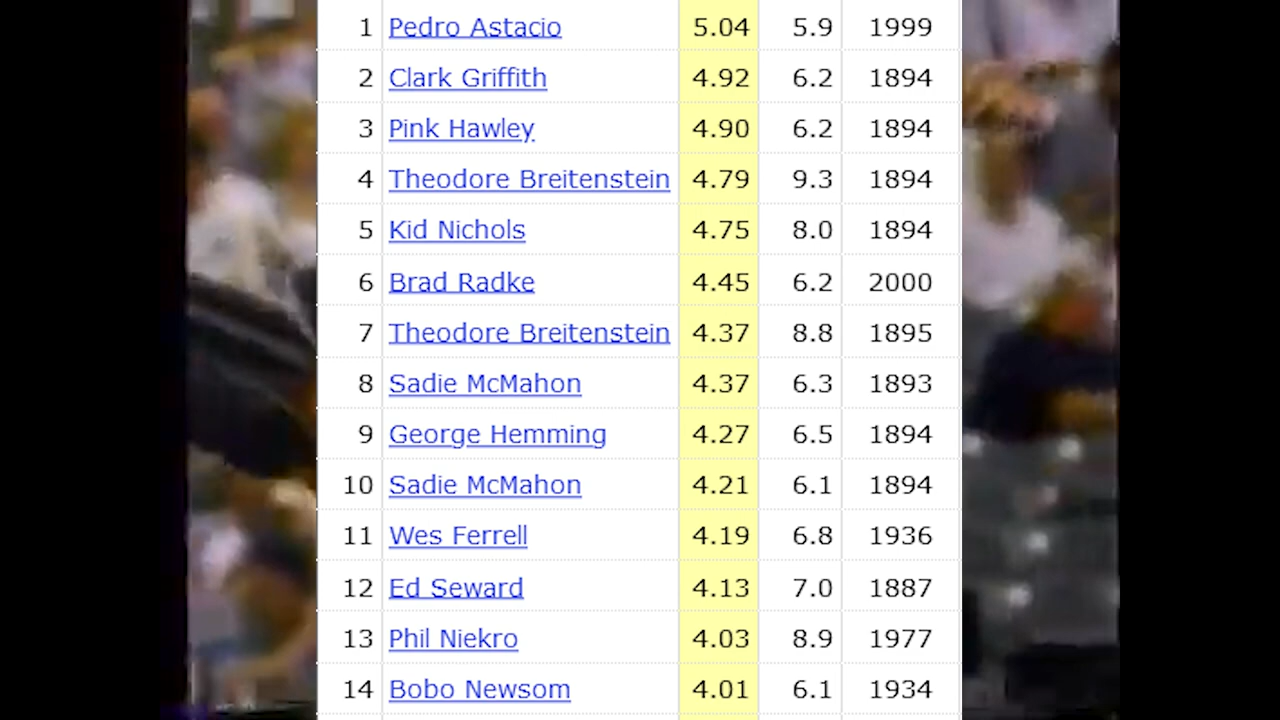 1 Pedro Astacio 5.04 5.9 1999
2 Clark Griffith 4.92 6.2 1894
3 Pink Hawley 4.90 6.2 1894
4 Theodore Breitenstein 4.79 9.3 1894
5 Kid Nichols 4.75 8.0 1894
6 Brad Radke 4.45 6.2 2000
7 Theodore Breitenstein 4.37 8.8 1895
8 Sadie McMahon 4.37 6.3 1893
9 George Hemming 4.27 6.5 1894
10 Sadie McMahon 4.21 6.1 1894
11 Wes Ferrell 4.19 6.8 1936
12 Ed Seward 4.13 7.0 1887
13 Phil Niekro 4.03 8.9 1977
14 Bobo Newsom 4.01 6.1 1934